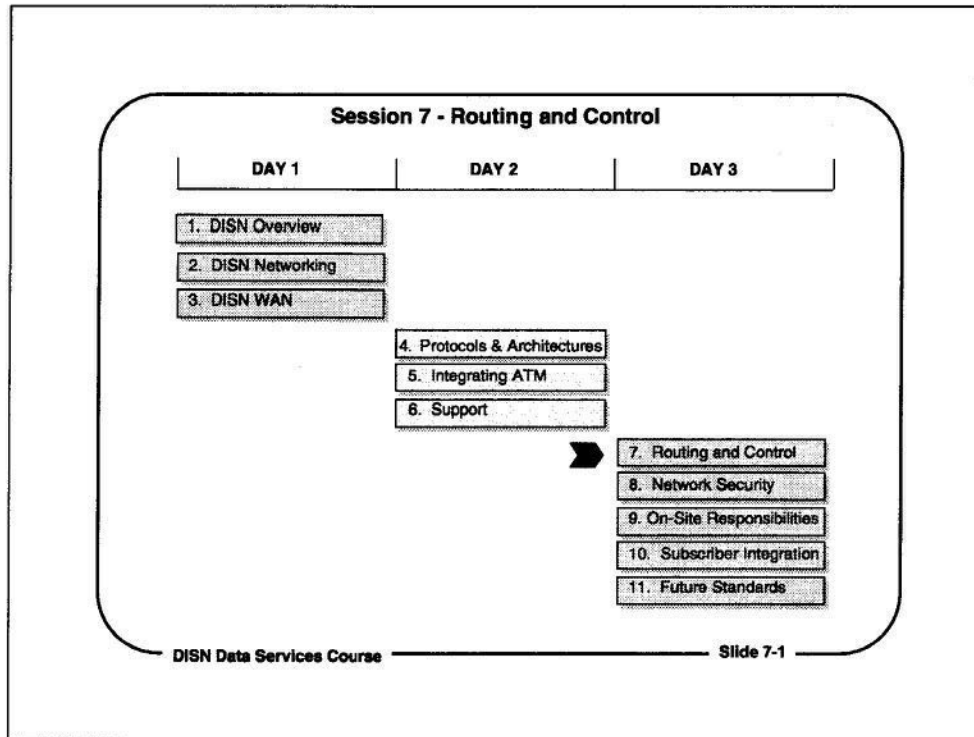 Session 7 - Routing and Control
DAY 1 DAY 2 DAY 3
1. DISN Overview
2. DISN Networking
3. DISN WAN
4. Protocols & Architectures
5. Integrating ATM
6. Support
7. Routing and Control
8. Network Security
9. On-Site Responsibilities
10. Subscriber Integration
11. Future Standards
DISN Data Services Course Slide 7-1